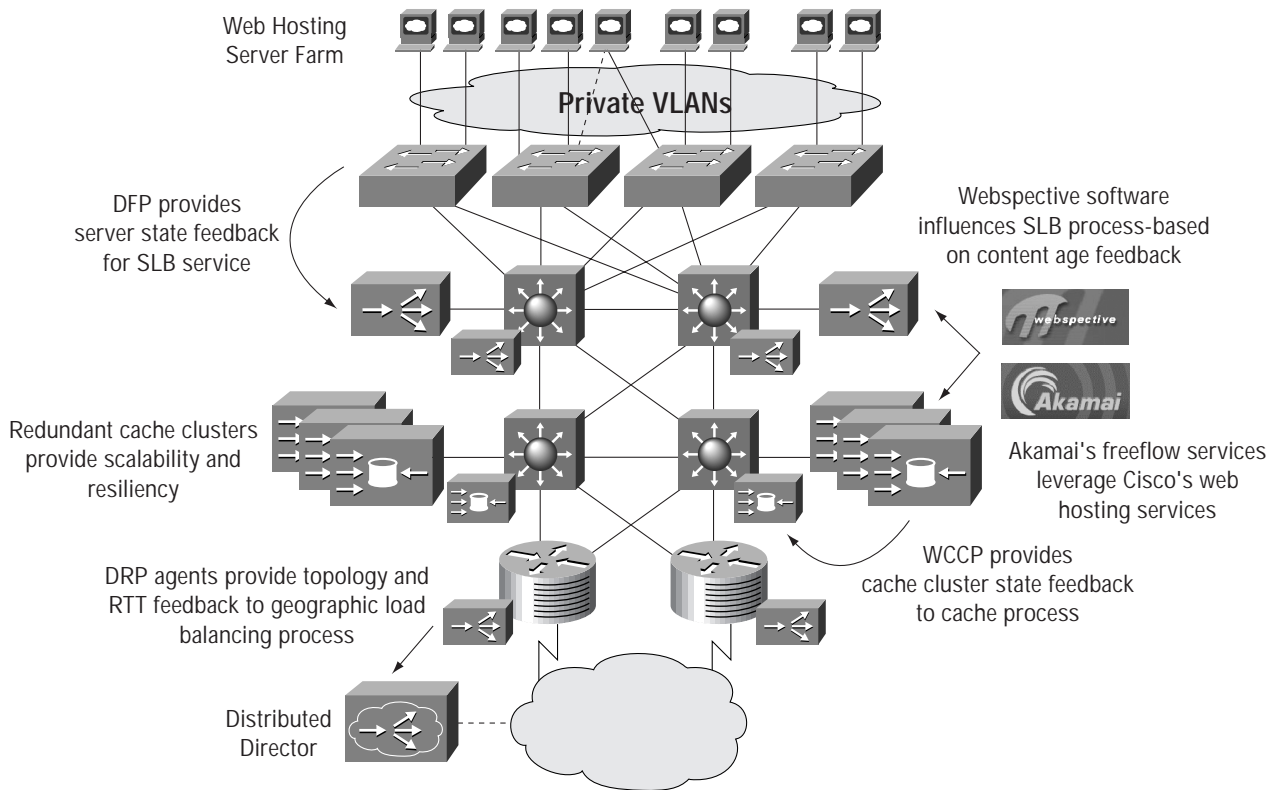 Web Hosting
Server Farm
Private VLANs
DFP provides
server state feedback
for SLB service
Webspective software
influences SLB process-based
on content age feedback
webspective
Akamai
Redundant cache clusters
provide scalability and
resiliency
Akamai's freeflow services
leverage Cisco's web
hosting services
WCCP provides
cache cluster state feedback
to cache process
DRP agents provide topology and
RTT feedback to geographic load
balancing process
Distributed
Director